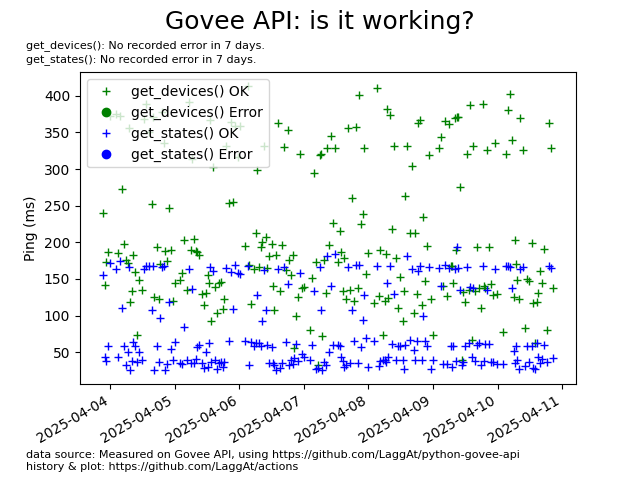 Govee API: is it working?
get_devices(): No recorded error in 7 days.
get_states(): No recorded error in 7 days.
get_devices() OK
get_devices() Error
get_states() OK
get_states() Error
Ping (ms)
400
350
300
250
200
150
100
50
2025-04-04
2025-04-05
2025-04-06
2025-04-07
2025-04-08
2025-04-09
2025-04-10
2025-04-11
data source: Measured on Govee API, using https://github.com/LaggAt/python-govee-api
history & plot: https://github.com/LaggAt/actions